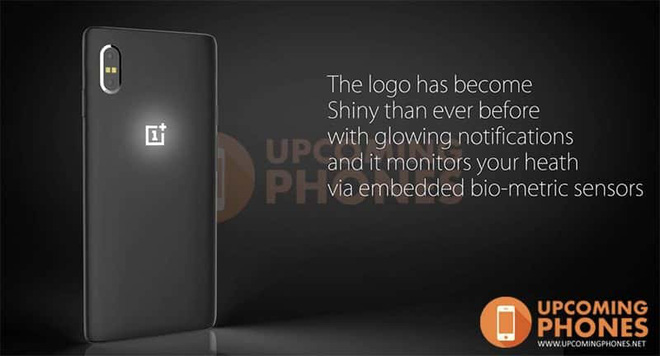 The logo has become
Shiny than ever before
with glowing notifications
and it monitors your heath
via embedded bio-metric sensors
UPCOMING
PHONES
1+
UPCOMING
PHONES
WWW.UPCOMINGPHONES.NET